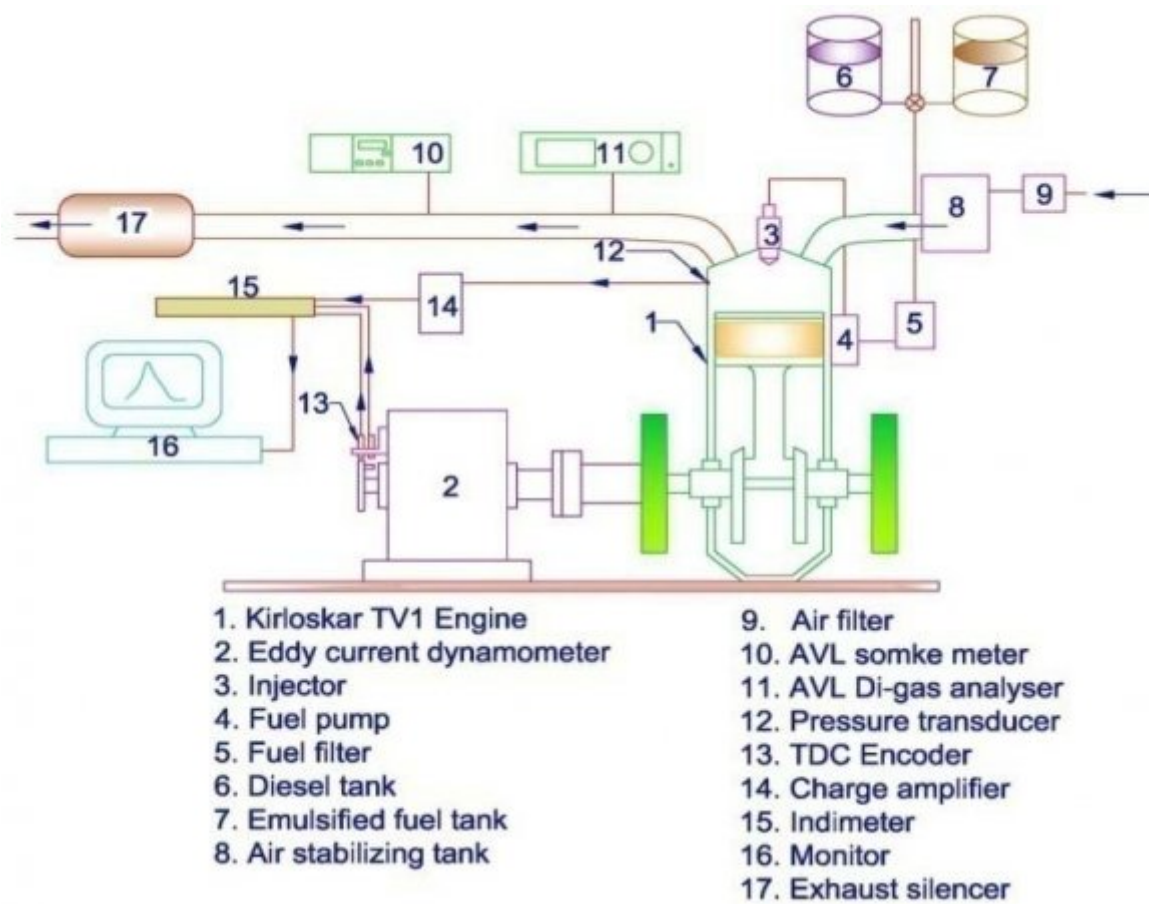 6
7
10
11
17
3
8
9
12
15
14
1
4
5
13
16
2
1. Kirloskar TV1 Engine
2. Eddy current dynamometer
3. Injector
4. Fuel pump
5. Fuel filter
6. Diesel tank
7. Emulsified fuel tank
8. Air stabilizing tank
9. Air filter
10. AVL somke meter
11. AVL Di-gas analyser
12. Pressure transducer
13. TDC Encoder
14. Charge amplifier
15. Indimeter
16. Monitor
17. Exhaust silencer